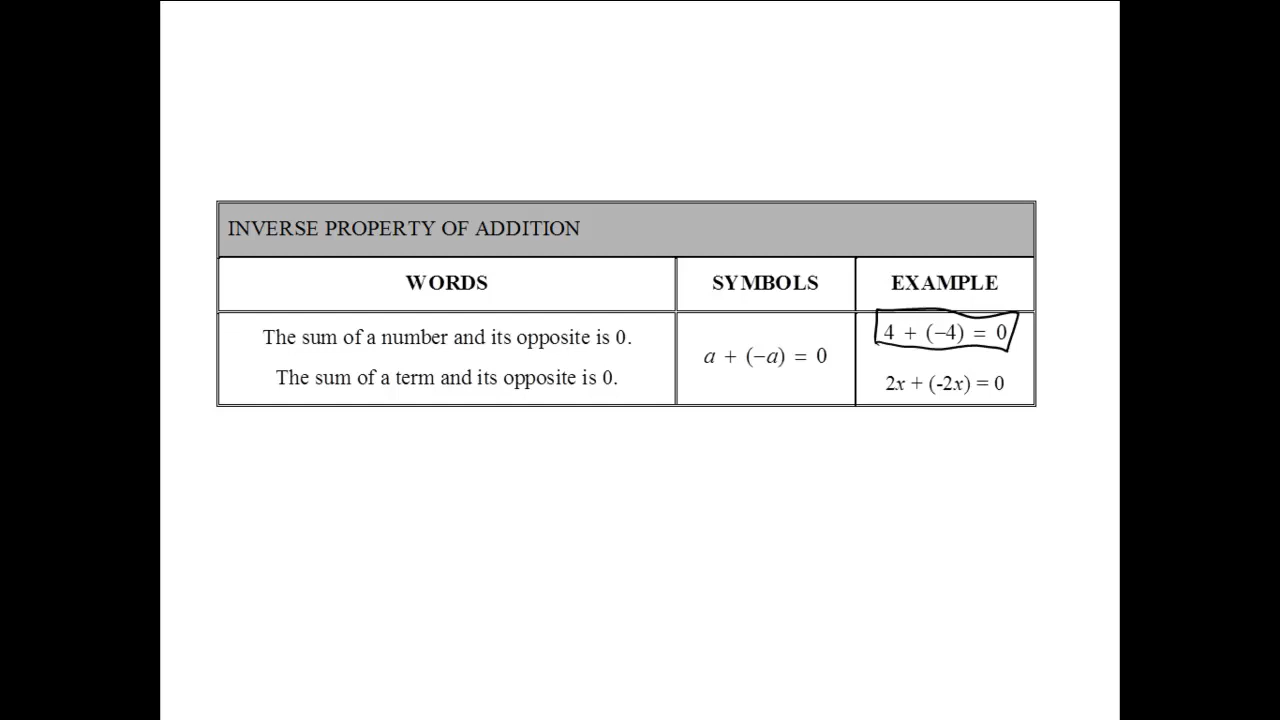 INVERSE PROPERTY OF ADDITION
WORDS SYMBOLS EXAMPLE
The sum of a number and its opposite is 0.
The sum of a term and its opposite is 0.
a + (−a) = 0
4 + (−4) = 0
2x + (-2x) = 0